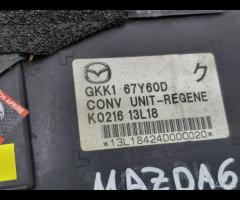 GKK1 67Y60D
ク
CONV UNIT-REGENE
K0216 13L18
*13L18424D000020*
MAZDA6